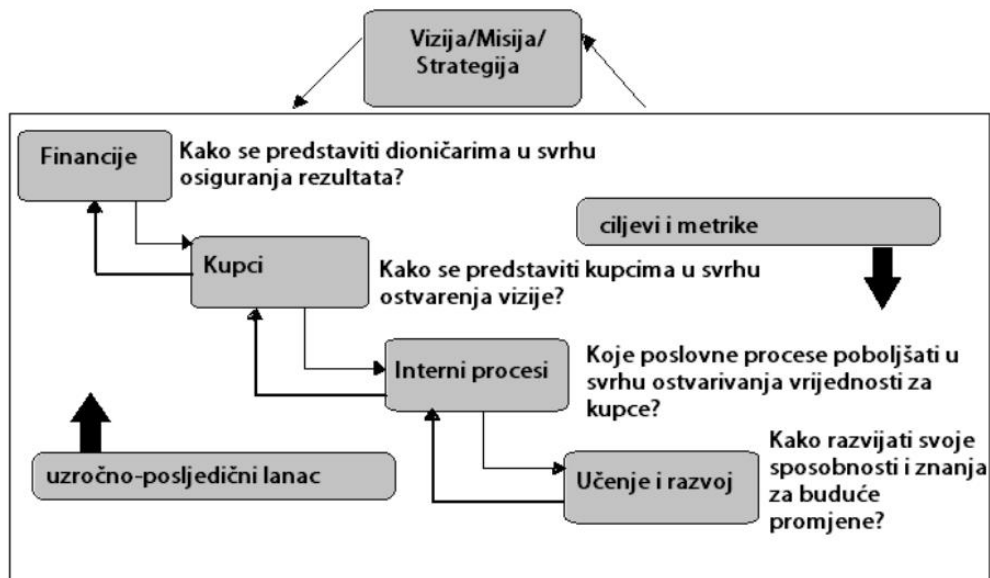 Vizija/Misija/
Strategija
Financije
Kako se predstaviti dioničarima u svrhu
osiguranja rezultata?
ciljevi i metrike
Kupci
Kako se predstaviti kupcima u svrhu
ostvarenja vizije?
Interni procesi
Koje poslovne procese poboljšati u
svrhu ostvarivanja vrijednosti za
kupce?
uzročno-posljedični lanac
Učenje i razvoj
Kako razvijati svoje
sposobnosti i znanja
za buduće
promjene?